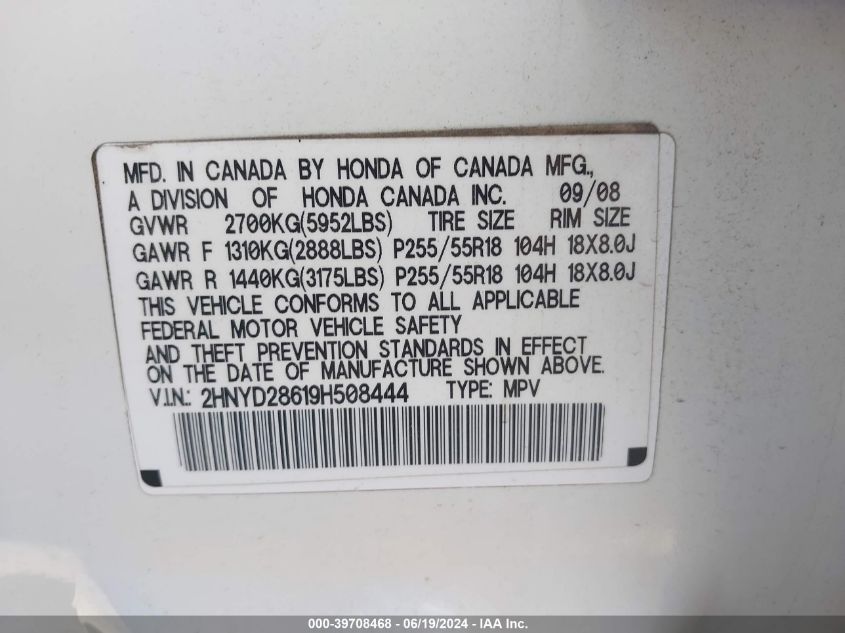 MFD. IN CANADA BY HONDA OF CANADA MFG.,
A DIVISION OF HONDA CANADA INC. 09/08
GVWR 2700KG(5952LBS) TIRE SIZE RIM SIZE
GAWR F 1310KG(2888LBS) P255/55R18 104H 18X8.0J
GAWR R 1440KG(3175LBS) P255/55R18 104H 18X8.0J
THIS VEHICLE CONFORMS TO ALL APPLICABLE
FEDERAL MOTOR VEHICLE SAFETY
AND THEFT PREVENTION STANDARDS IN EFFECT
ON THE DATE OF MANUFACTURE SHOWN ABOVE.
V.I.N.: 2HNYD28619H508444 TYPE: MPV
000-39708468 - 06/19/2024 - IAA Inc.